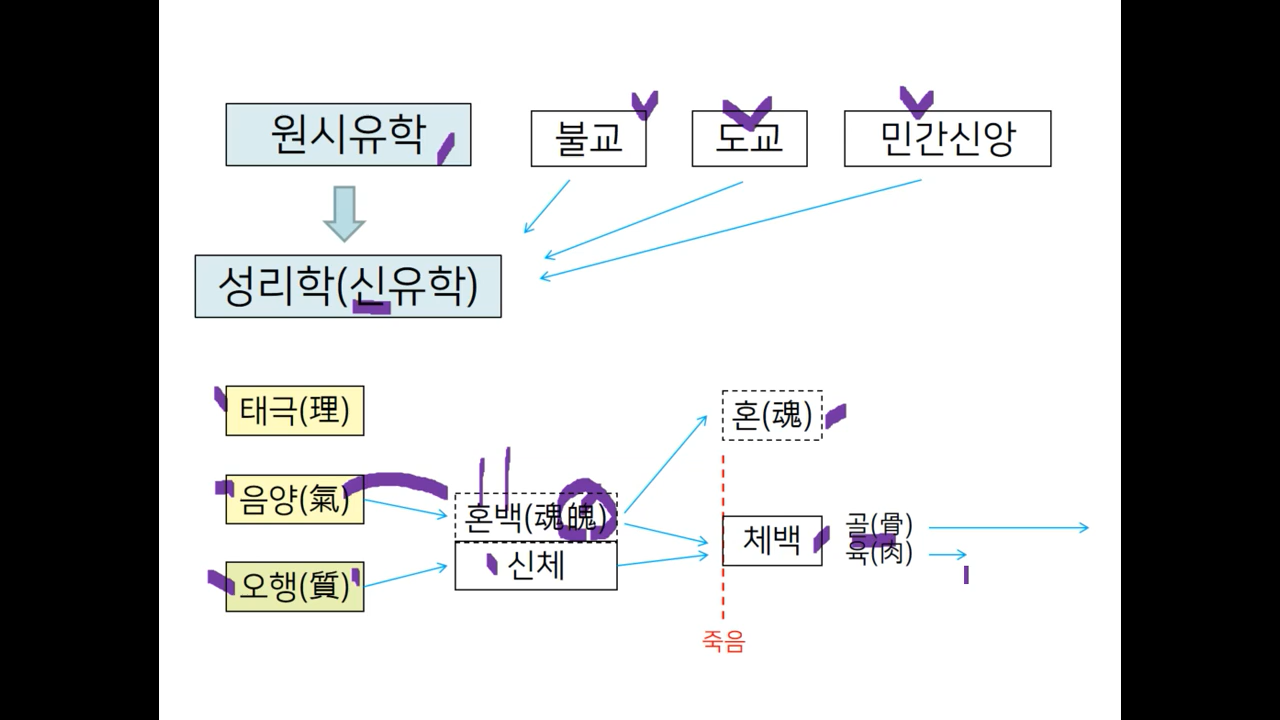 원시유학
불교
도교
민간신앙
성리학(신유학)
태극(理)
혼(魂)
음양(氣)
혼백(魂魄)
체백
골(骨)
육(肉)
신체
오행(質)
죽음